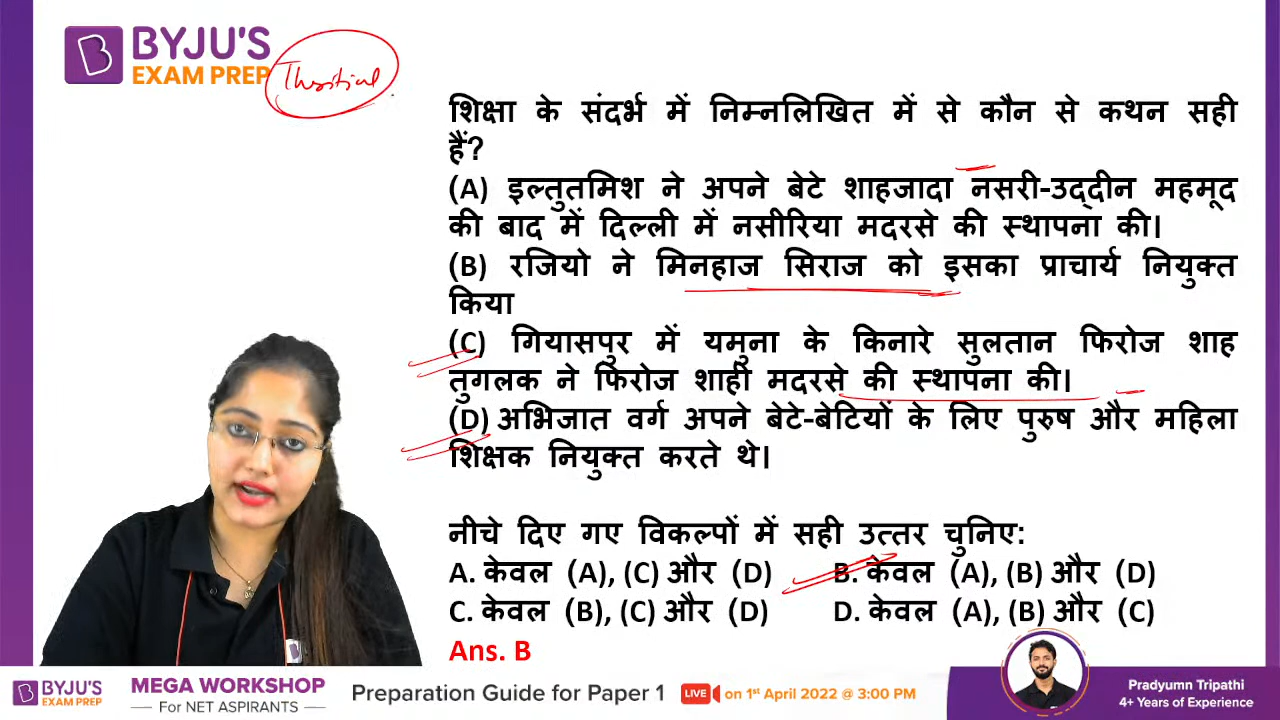 BYJU'S
EXAM PREP
शिक्षा के संदर्भ में निम्नलिखित में से कौन से कथन सही
हैं?
(A) इल्तुतमिश ने अपने बेटे शाहजादा नसरी-उद्दीन महमूद
की बाद में दिल्ली में नसीरिया मदरसे की स्थापना की।
(B) रजियो ने मिनहाज सिराज को इसका प्राचार्य नियुक्त
किया
(C) गियासपुर में यमुना के किनारे सुलतान फिरोज शाह
तुगलक ने फिरोज शाही मदरसे की स्थापना की।
(D) अभिजात वर्ग अपने बेटे-बेटियों के लिए पुरुष और महिला
शिक्षक नियुक्त करते थे।
नीचे दिए गए विकल्पों में सही उत्तर चुनिए:
A. केवल (A), (C) और (D) B. केवल (A), (B) और (D)
C. केवल (B), (C) और (D) D. केवल (A), (B) और (C)
Ans. B
BYJU'S
EXAM PREP
MEGA WORKSHOP
For NET ASPIRANTS
Preparation Guide for Paper 1 LIVE on 1st April 2022 @ 3:00 PM
Pradyumn Tripathi
4+ Years of Experience